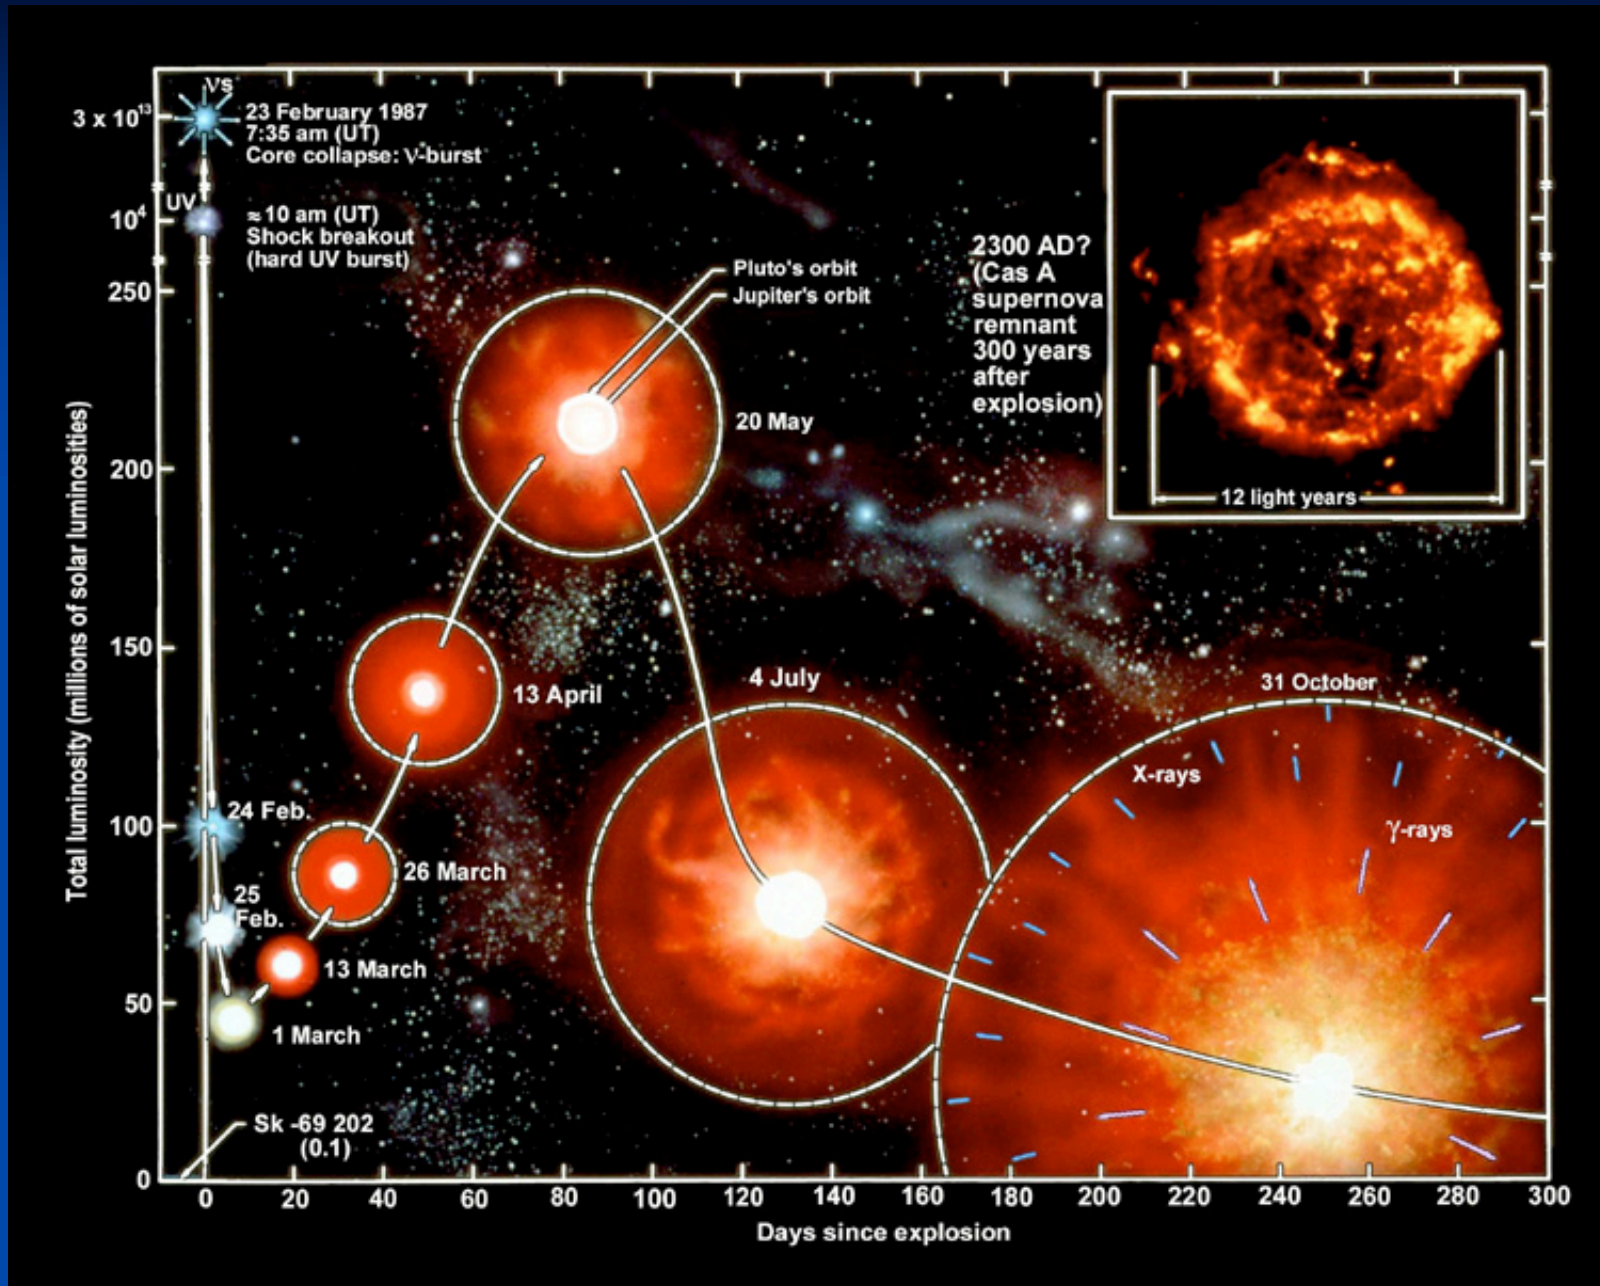 νs
3 x 10¹³
23 February 1987
7:35 am (UT)
Core collapse: ν-burst
UV
10⁴
≈ 10 am (UT)
Shock breakout
(hard UV burst)
250
200
150
100
50
0
Total luminosity (millions of solar luminosities)
Pluto's orbit
Jupiter's orbit
20 May
2300 AD?
(Cas A
supernova
remnant
300 years
after
explosion)
12 light years
13 April
4 July
31 October
X-rays
γ-rays
24 Feb.
26 March
25
Feb.
13 March
1 March
Sk -69 202
(0.1)
0 20 40 60 80 100 120 140 160 180 200 220 240 260 280 300
Days since explosion